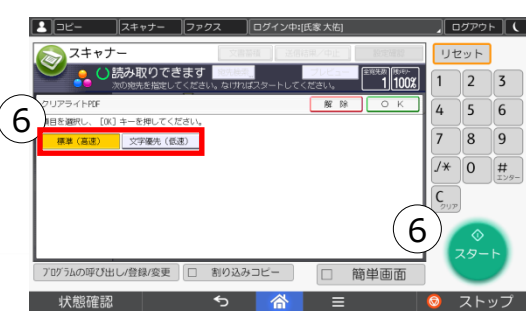 コピー スキャナー ファクス ログイン中:[氏家大佑] ログアウト
スキャナー
リセット
読み取りできます
次の宛先を指定してください。なければスタートしてください。
1 100%
1 2 3
クリアライトPDF 解除 OK
項目を選択し、[OK]キーを押してください。
4 5 6
6
標準(高速) 文字優先(低速)
7 8 9
./* 0 #
エンター
C
クリア
6
スタート
プログラムの呼び出し/登録/変更 割り込みコピー 簡単画面
状態確認 ストップ